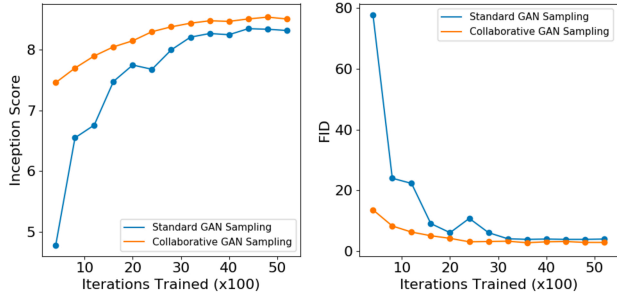 Inception Score
8
7
6
5
10
20
30
40
50
Iterations Trained (x100)
Standard GAN Sampling
Collaborative GAN Sampling
FID
80
60
40
20
0
10
20
30
40
50
Iterations Trained (x100)
Standard GAN Sampling
Collaborative GAN Sampling